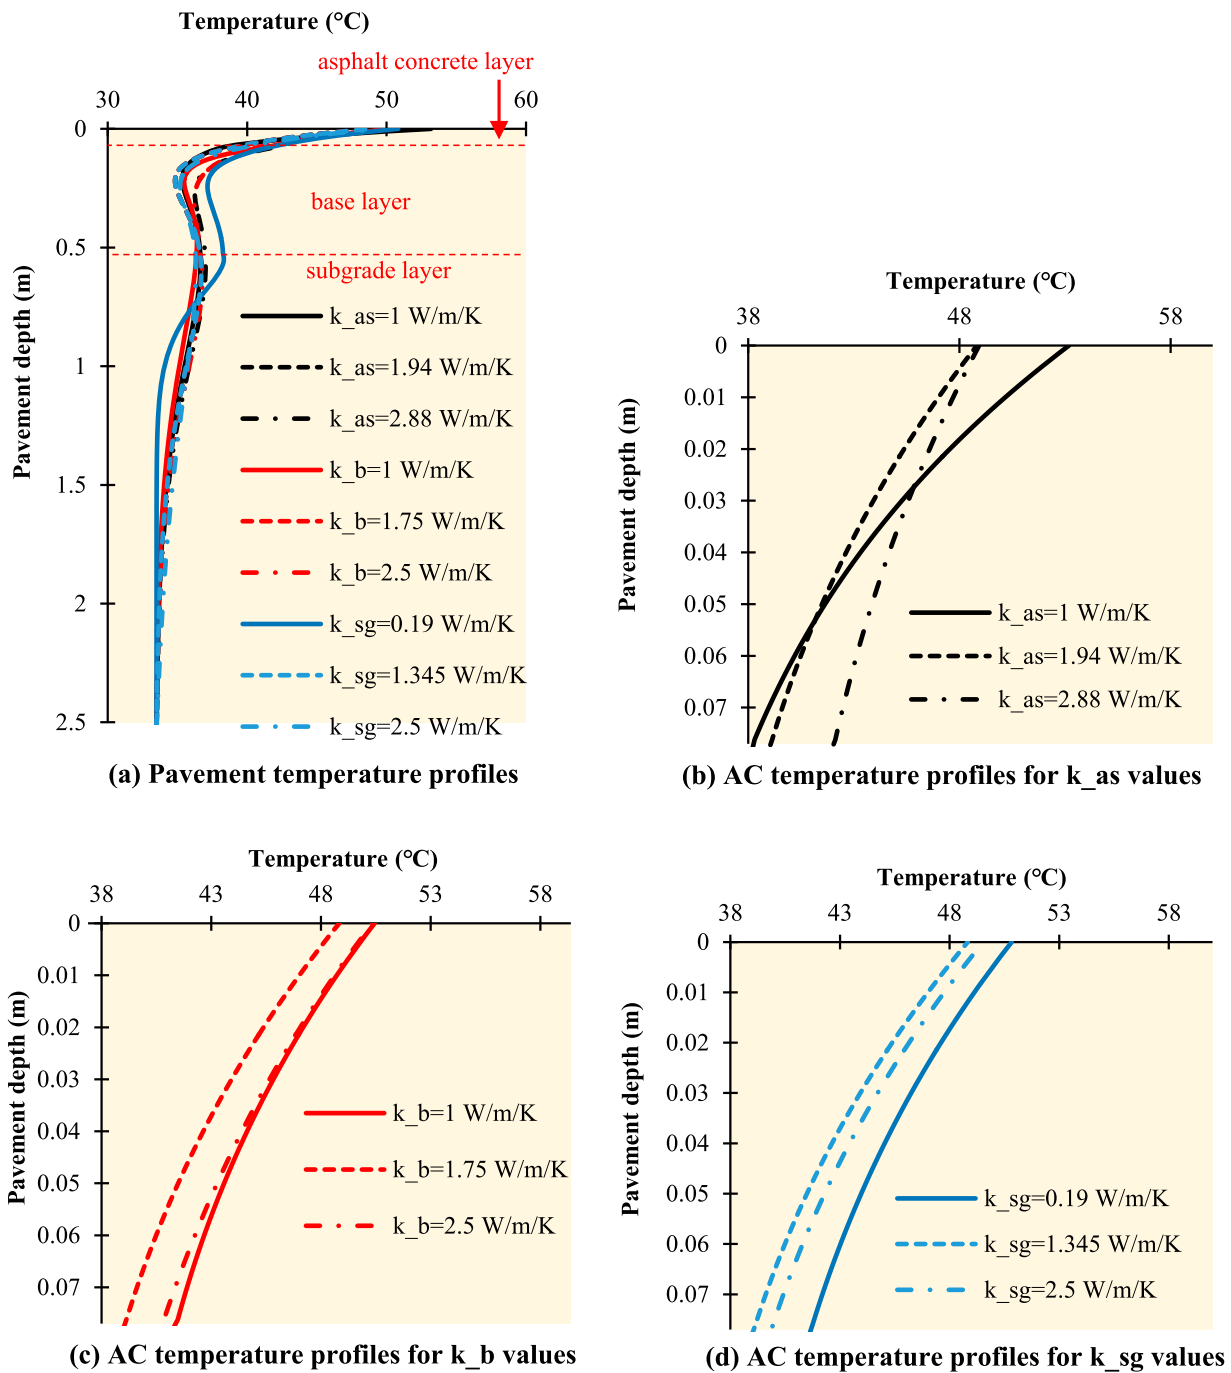 Temperature (℃)
asphalt concrete layer
30 40 50 60
0
base layer
0.5
subgrade layer
k_as=1 W/m/K
k_as=1.94 W/m/K
1
k_as=2.88 W/m/K
k_b=1 W/m/K
1.5
k_b=1.75 W/m/K
k_b=2.5 W/m/K
2
k_sg=0.19 W/m/K
k_sg=1.345 W/m/K
2.5
k_sg=2.5 W/m/K
Pavement depth (m)
(a) Pavement temperature profiles
Temperature (℃)
38 48 58
0
0.01
0.02
0.03
0.04
0.05
k_as=1 W/m/K
0.06
k_as=1.94 W/m/K
k_as=2.88 W/m/K
0.07
Pavement depth (m)
(b) AC temperature profiles for k_as values
Temperature (℃)
38 43 48 53 58
0
0.01
0.02
0.03
k_b=1 W/m/K
0.04
k_b=1.75 W/m/K
0.05
k_b=2.5 W/m/K
0.06
0.07
Pavement depth (m)
(c) AC temperature profiles for k_b values
Temperature (℃)
38 43 48 53 58
0
0.01
0.02
0.03
0.04
0.05
k_sg=0.19 W/m/K
0.06
k_sg=1.345 W/m/K
k_sg=2.5 W/m/K
0.07
Pavement depth (m)
(d) AC temperature profiles for k_sg values